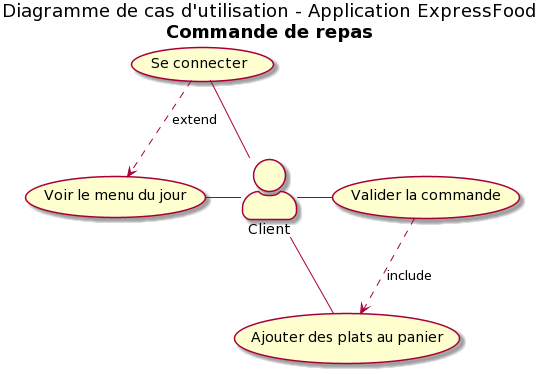 Diagramme de cas d'utilisation - Application ExpressFood
Commande de repas
Se connecter
extend
Voir le menu du jour
Valider la commande
Client
include
Ajouter des plats au panier